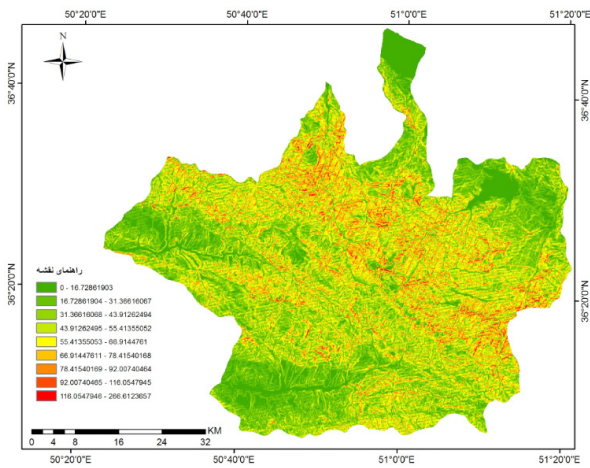 50°20'0"E 50°40'0"E 51°0'0"E 51°20'0"E
N
36°40'0"N 36°40'0"N
راهنمای نقشه
0 - 16.72861903
16.72861904 - 31.36616067
31.36616068 - 43.91262494
43.91262495 - 55.41355052
55.41355053 - 66.9144761
66.91447611 - 78.41540168
78.41540169 - 92.00740464
92.00740465 - 116.0547945
116.0547946 - 266.6123657
36°20'0"N 36°20'0"N
KM
0 2 4 8 16 24 32
50°20'0"E 50°40'0"E 51°0'0"E 51°20'0"E